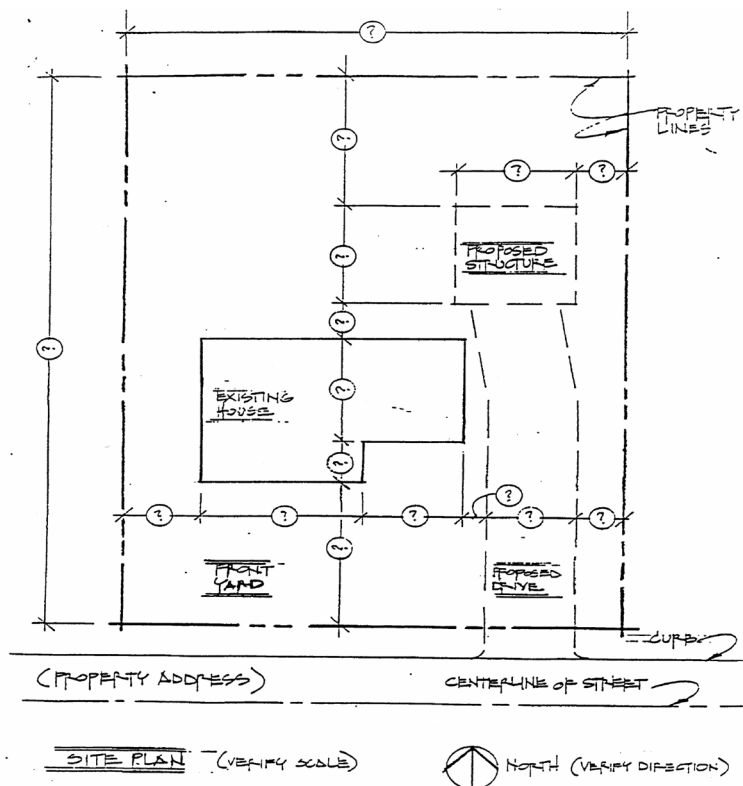 ?
PROPERTY
LINES
?
? ?
PROPOSED
STRUCTURE
?
?
?
EXISTING
HOUSE
?
?
?
? ? ? ? ?
?
FRONT
YARD
PROPOSED
DRIVE
CURB
(PROPERTY ADDRESS)
CENTERLINE OF STREET
SITE PLAN (VERIFY SCALE)
NORTH (VERIFY DIRECTION)